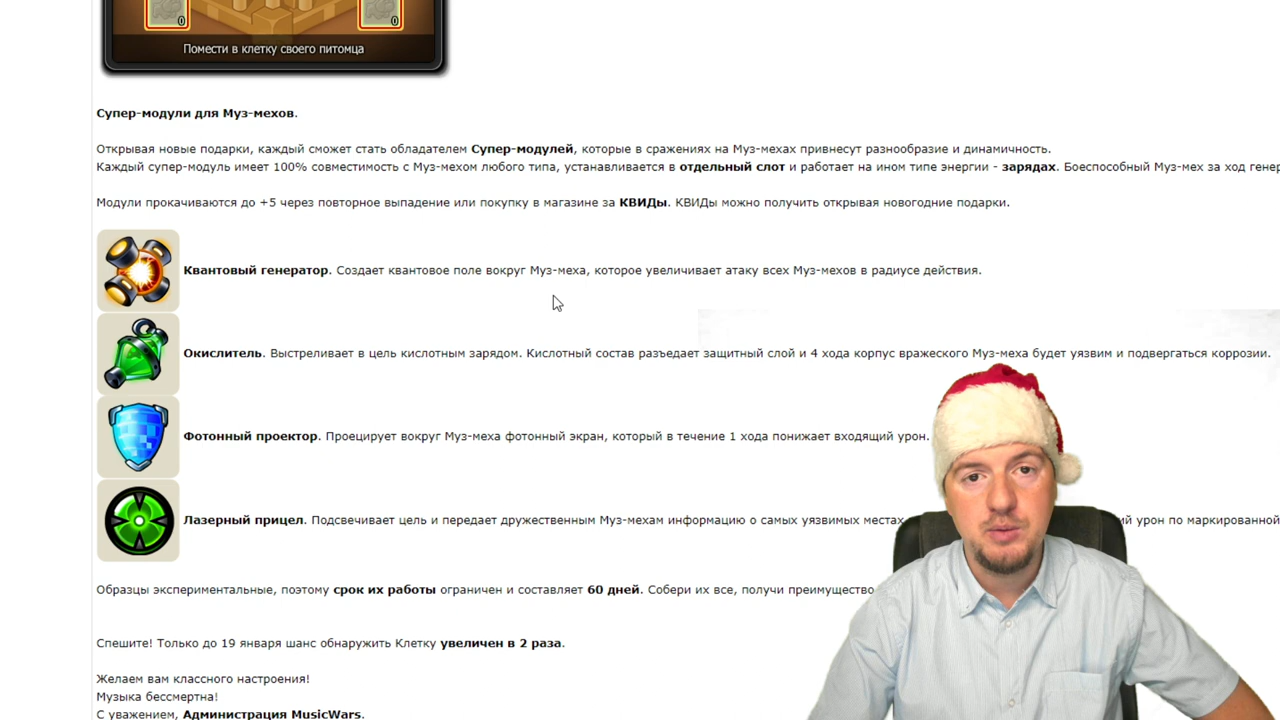 0 0
Помести в клетку своего питомца
Супер-модули для Муз-мехов.
Открывая новые подарки, каждый сможет стать обладателем Супер-модулей, которые в сражениях на Муз-мехах привнесут разнообразие и динамичность.
Каждый супер-модуль имеет 100% совместимость с Муз-мехом любого типа, устанавливается в отдельный слот и работает на ином типе энергии - зарядах. Боеспособный Муз-мех за ход генер
Модули прокачиваются до +5 через повторное выпадение или покупку в магазине за КВИДы. КВИДы можно получить открывая новогодние подарки.
Квантовый генератор. Создает квантовое поле вокруг Муз-меха, которое увеличивает атаку всех Муз-мехов в радиусе действия.
Окислитель. Выстреливает в цель кислотным зарядом. Кислотный состав разъедает защитный слой и 4 хода корпус вражеского Муз-меха будет уязвим и подвергаться коррозии.
Фотонный проектор. Проецирует вокруг Муз-меха фотонный экран, который в течение 1 хода понижает входящий урон.
Лазерный прицел. Подсвечивает цель и передает дружественным Муз-мехам информацию о самых уязвимых местах ий урон по маркированной
Образцы экспериментальные, поэтому срок их работы ограничен и составляет 60 дней. Собери их все, получи преимущество
Спешите! Только до 19 января шанс обнаружить Клетку увеличен в 2 раза.
Желаем вам классного настроения!
Музыка бессмертна!
С уважением, Администрация MusicWars.